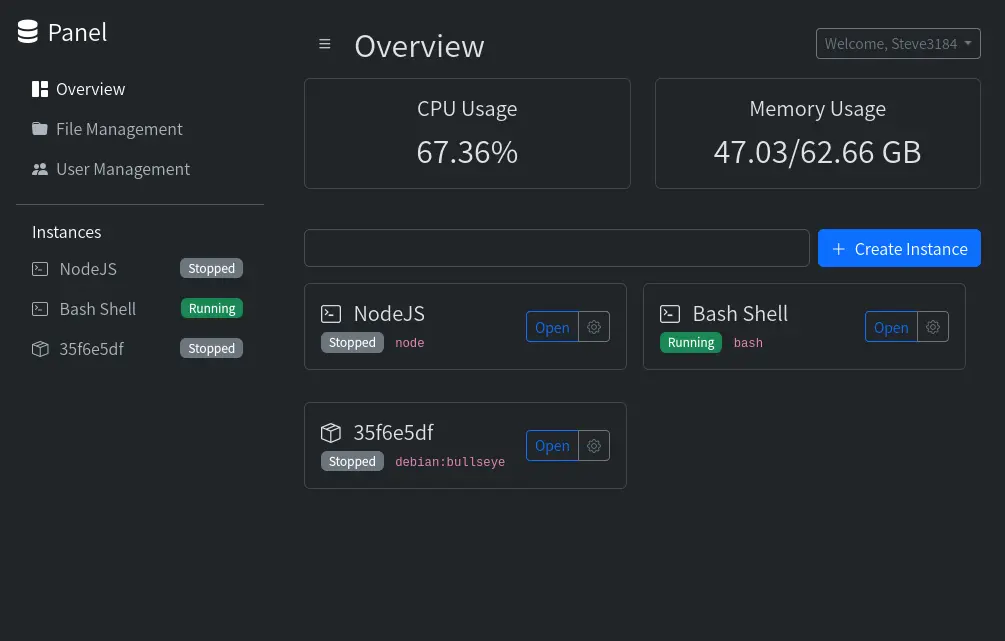 Panel
Overview
File Management
User Management
Instances
NodeJS Stopped
Bash Shell Running
35f6e5df Stopped
Overview
Welcome, Steve3184
CPU Usage
67.36%
Memory Usage
47.03/62.66 GB
Create Instance
NodeJS
Stopped node
Open
Bash Shell
Running bash
Open
35f6e5df
Stopped debian:bullseye
Open